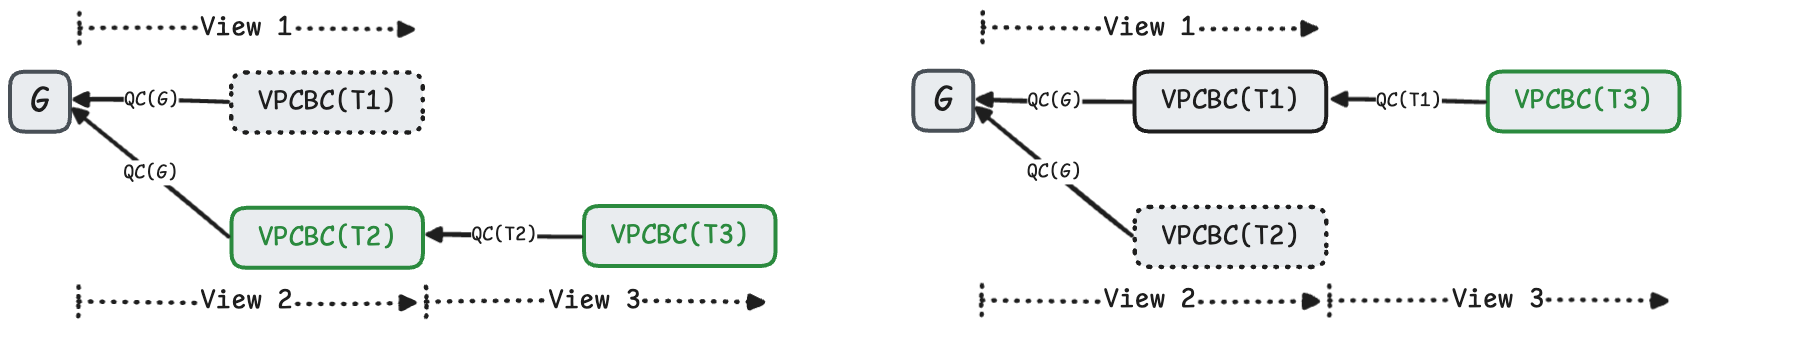 View 1
G
QC(G)
VPCBC(T1)
QC(G)
VPCBC(T2)
QC(T2)
VPCBC(T3)
View 2
View 3
View 1
G
QC(G)
VPCBC(T1)
QC(T1)
VPCBC(T3)
QC(G)
VPCBC(T2)
View 2
View 3